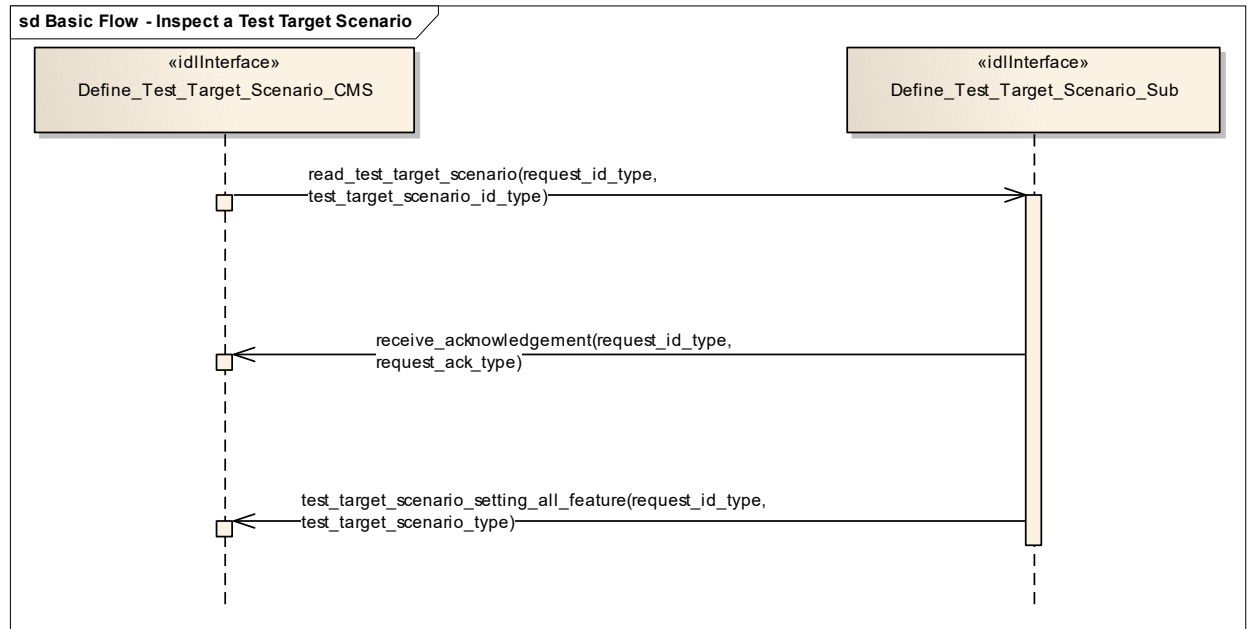 sd Basic Flow - Inspect a Test Target Scenario
«idlInterface»
Define_Test_Target_Scenario_CMS
«idlInterface»
Define_Test_Target_Scenario_Sub
read_test_target_scenario(request_id_type,
test_target_scenario_id_type)
receive_acknowledgement(request_id_type,
request_ack_type)
test_target_scenario_setting_all_feature(request_id_type,
test_target_scenario_type)